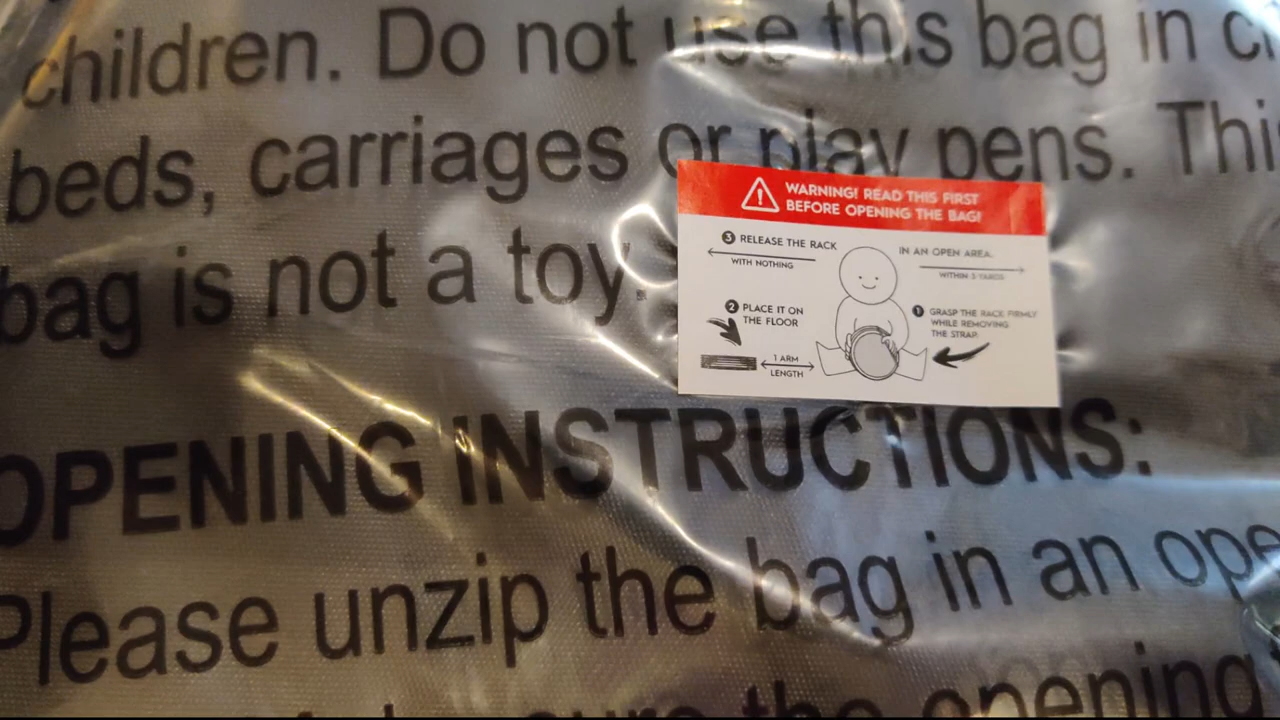 children. Do not use this bag in c
beds, carriages or play pens. Thi
bag is not a toy.
WARNING! READ THIS FIRST
BEFORE OPENING THE BAG!
3 RELEASE THE RACK
IN AN OPEN AREA.
WITH NOTHING
WITHIN 3 YARDS
2 PLACE IT ON
THE FLOOR
1 GRASP THE RACK FIRMLY
WHILE REMOVING
THE STRAP.
1 ARM
LENGTH
OPENING INSTRUCTIONS:
Please unzip the bag in an ope
sure the opening